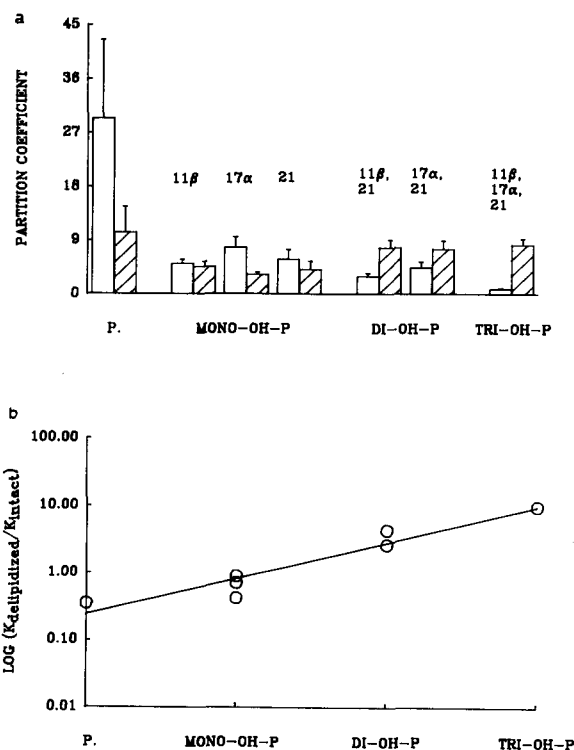 a
45
36
27
18
9
0
PARTITION COEFFICIENT
11β
17α
21
11β,
21
17α,
21
11β,
17α,
21
P.
MONO-OH-P
DI-OH-P
TRI-OH-P
b
100.00
10.00
1.00
0.10
0.01
LOG (Kdelipidized/Kintact)
P.
MONO-OH-P
DI-OH-P
TRI-OH-P